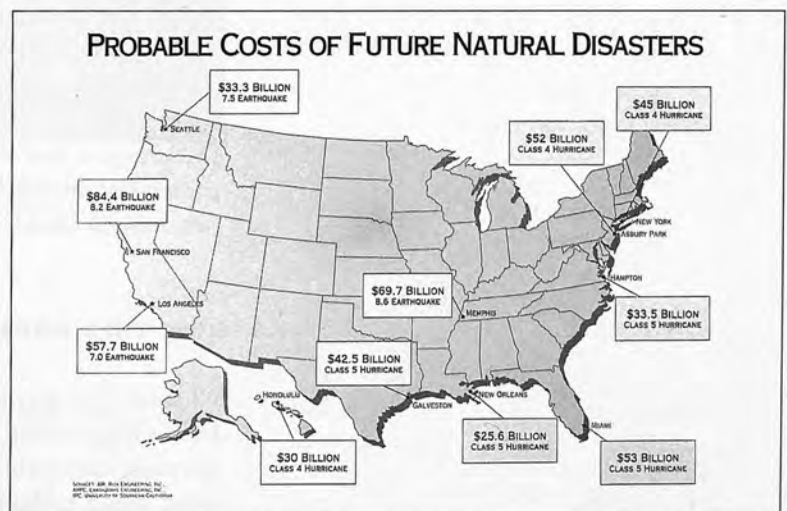 PROBABLE COSTS OF FUTURE NATURAL DISASTERS
$33.3 BILLION
7.5 EARTHQUAKE
SEATTLE
$45 BILLION
CLASS 4 HURRICANE
$52 BILLION
CLASS 4 HURRICANE
NEW YORK
ASBURY PARK
$84.4 BILLION
8.2 EARTHQUAKE
SAN FRANCISCO
HAMPTON
$69.7 BILLION
8.6 EARTHQUAKE
MEMPHIS
LOS ANGELES
$33.5 BILLION
CLASS 5 HURRICANE
$57.7 BILLION
7.0 EARTHQUAKE
$42.5 BILLION
CLASS 5 HURRICANE
HONOLULU
GALVESTON
NEW ORLEANS
MIAMI
$30 BILLION
CLASS 4 HURRICANE
$25.6 BILLION
CLASS 5 HURRICANE
$53 BILLION
CLASS 5 HURRICANE
UNIVERSITY OF SOUTHERN CALIFORNIA